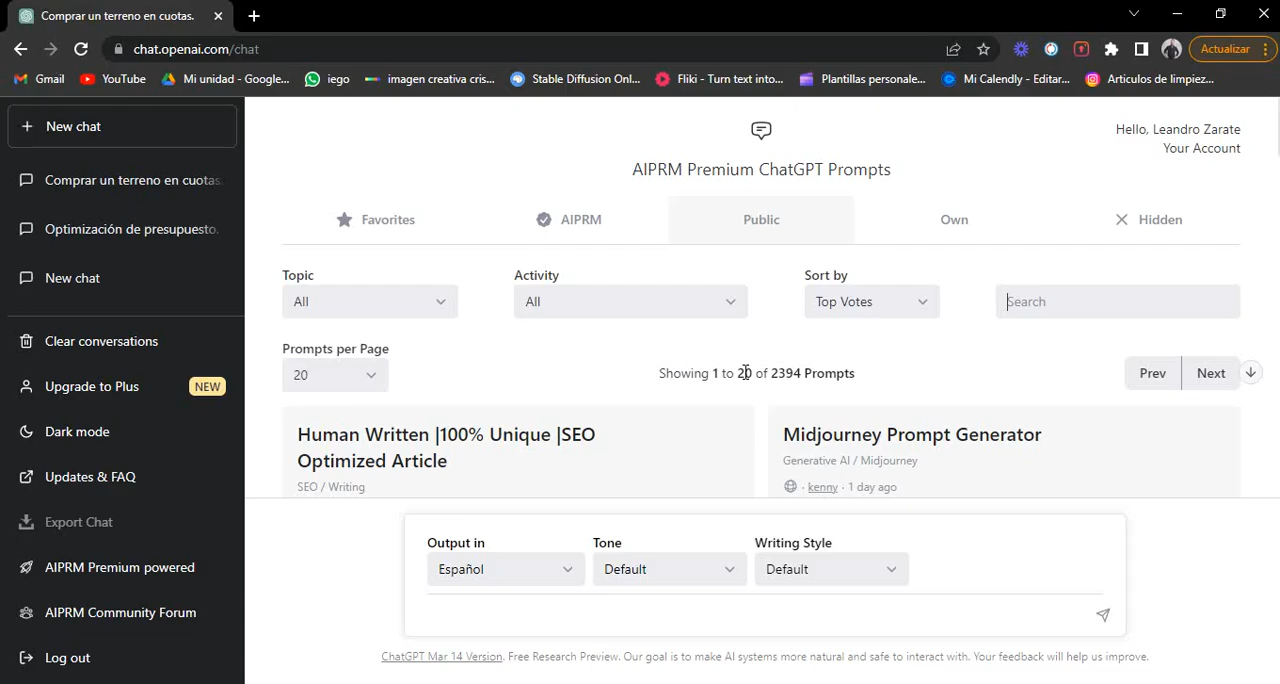 Comprar un terreno en cuotas.
chat.openai.com/chat
Actualizar
Gmail
YouTube
Mi unidad - Google...
iego
imagen creativa cris...
Stable Diffusion Onl...
Fliki - Turn text into...
Plantillas personale...
Mi Calendly - Editar...
Articulos de limpiez...
New chat
Comprar un terreno en cuotas
Optimización de presupuesto.
New chat
Clear conversations
Upgrade to Plus NEW
Dark mode
Updates & FAQ
Export Chat
AIPRM Premium powered
AIPRM Community Forum
Log out
Hello, Leandro Zarate
Your Account
AIPRM Premium ChatGPT Prompts
Favorites AIPRM Public Own Hidden
Topic Activity Sort by
All All Top Votes Search
Prompts per Page
20 Showing 1 to 20 of 2394 Prompts Prev Next
Human Written |100% Unique |SEO
Optimized Article
SEO / Writing
Midjourney Prompt Generator
Generative AI / Midjourney
· kenny · 1 day ago
Output in Tone Writing Style
Español Default Default
ChatGPT Mar 14 Version. Free Research Preview. Our goal is to make AI systems more natural and safe to interact with. Your feedback will help us improve.